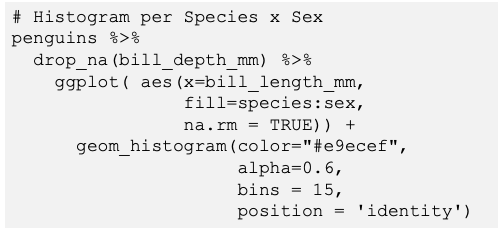 # Histogram per Species x Sex
penguins %>%
  drop_na(bill_depth_mm) %>%
    ggplot( aes(x=bill_length_mm,
                fill=species:sex,
                na.rm = TRUE)) +
      geom_histogram(color="#e9ecef",
                     alpha=0.6,
                     bins = 15,
                     position = 'identity')